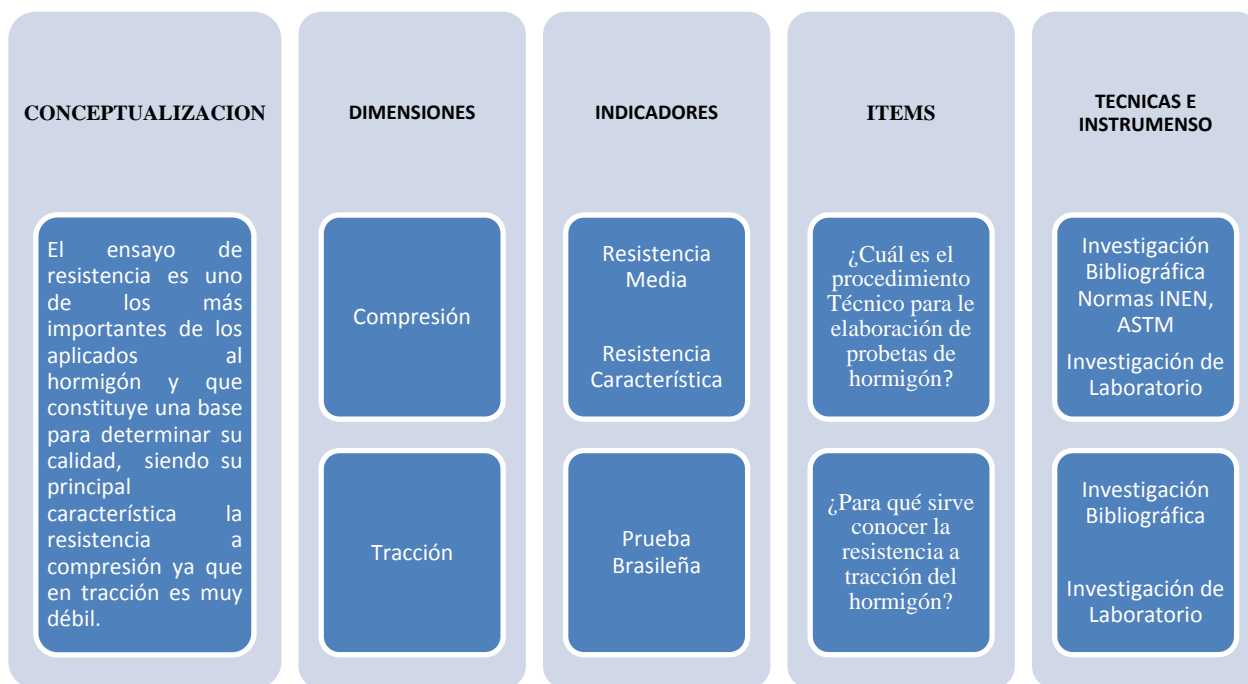 CONCEPTUALIZACION
El ensayo de
resistencia es uno
de los más
importantes de los
aplicados al
hormigón y que
constituye una base
para determinar su
calidad, siendo su
principal
característica la
resistencia a
compresión ya que
en tracción es muy
débil.
DIMENSIONES
Compresión
Tracción
INDICADORES
Resistencia
Media
Resistencia
Característica
Prueba
Brasileña
ITEMS
¿Cuál es el
procedimiento
Técnico para le
elaboración de
probetas de
hormigón?
¿Para qué sirve
conocer la
resistencia a
tracción del
hormigón?
TECNICAS E
INSTRUMENSO
Investigación
Bibliográfica
Normas INEN,
ASTM
Investigación de
Laboratorio
Investigación
Bibliográfica
Investigación de
Laboratorio